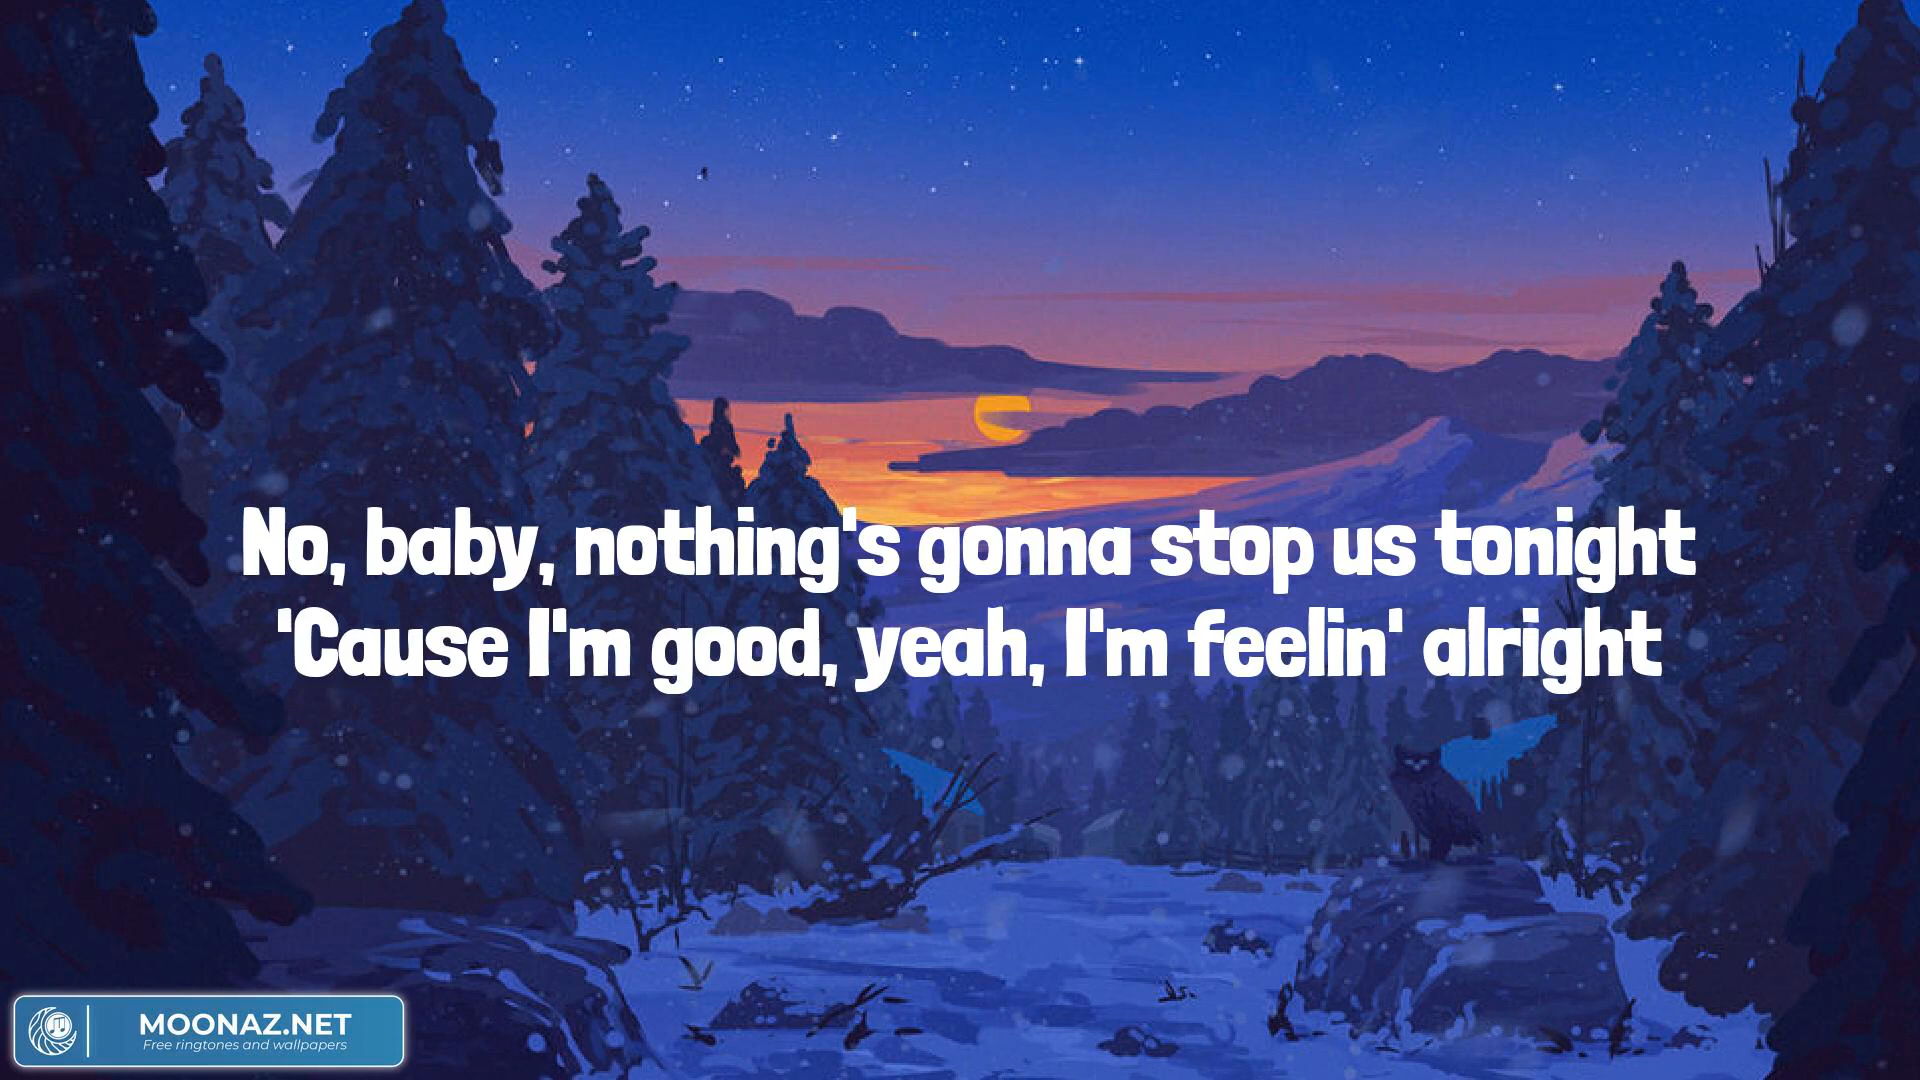 No, baby, nothing's gonna stop us tonight
'Cause I'm good, yeah, I'm feelin' alright
MOONAZ.NET
Free ringtones and wallpapers